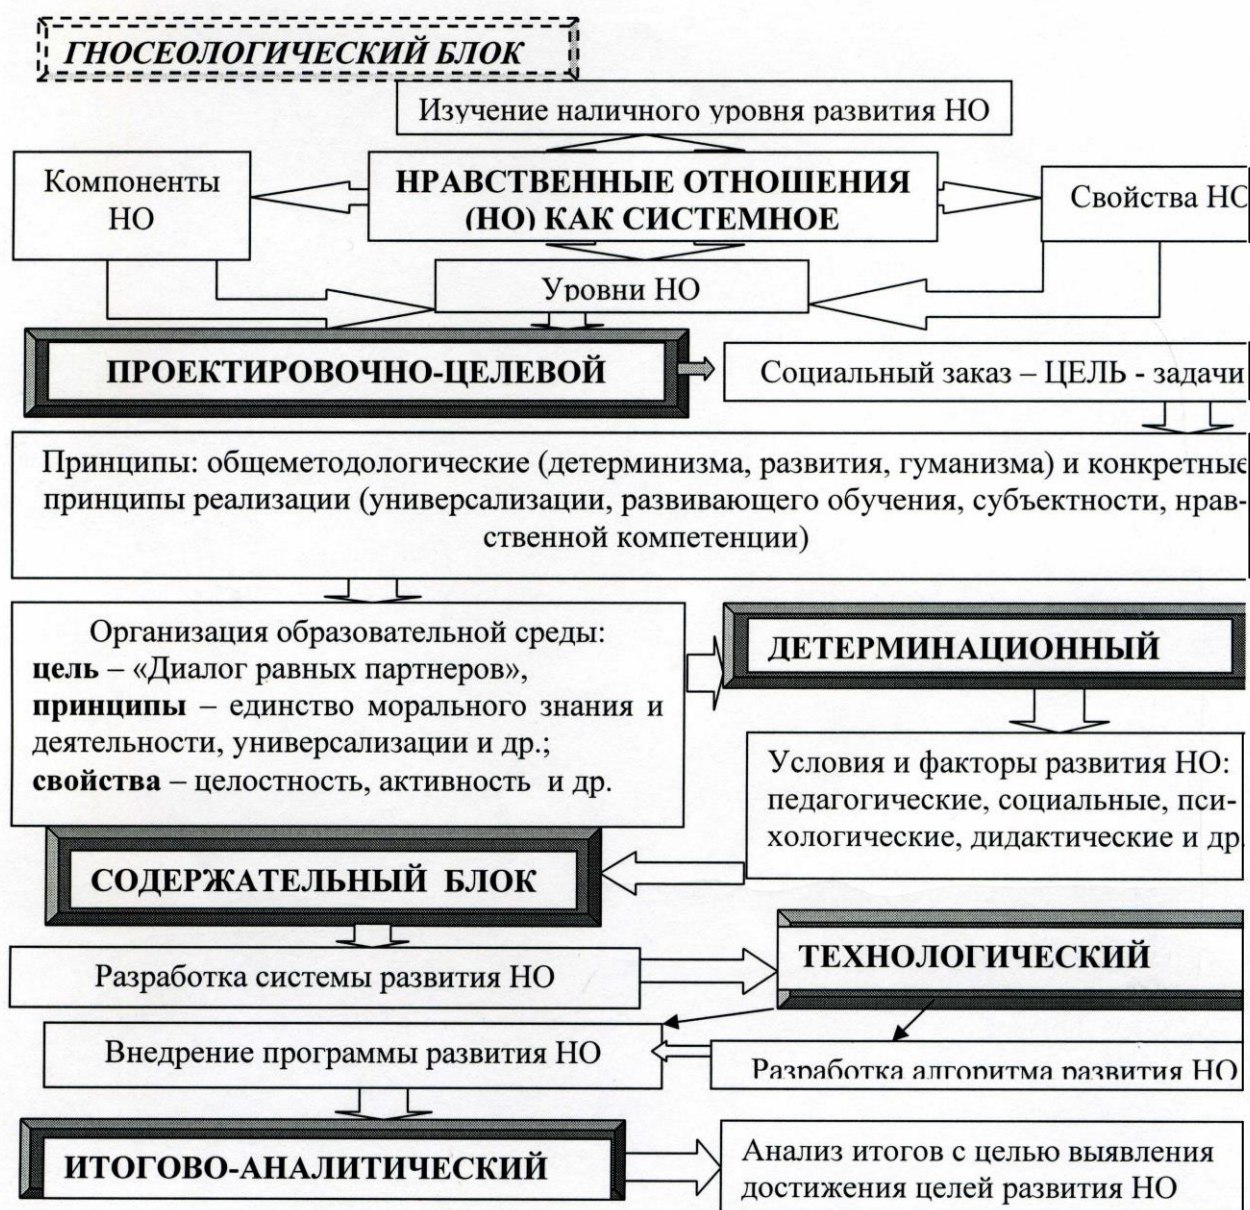 ГНОСЕОЛОГИЧЕСКИЙ БЛОК
Изучение наличного уровня развития НО
Компоненты
НО
НРАВСТВЕННЫЕ ОТНОШЕНИЯ
(НО) КАК СИСТЕМНОЕ
Свойства НО
Уровни НО
ПРОЕКТИРОВОЧНО-ЦЕЛЕВОЙ
Социальный заказ – ЦЕЛЬ - задачи
Принципы: общеметодологические (детерминизма, развития, гуманизма) и конкретные
принципы реализации (универсализации, развивающего обучения, субъектности, нрав-
ственной компетенции)
Организация образовательной среды:
цель – «Диалог равных партнеров»,
принципы – единство морального знания и
деятельности, универсализации и др.;
свойства – целостность, активность и др.
ДЕТЕРМИНАЦИОННЫЙ
Условия и факторы развития НО:
педагогические, социальные, пси-
хологические, дидактические и др.
СОДЕРЖАТЕЛЬНЫЙ БЛОК
Разработка системы развития НО
ТЕХНОЛОГИЧЕСКИЙ
Внедрение программы развития НО
Разработка алгоритма развития НО
ИТОГОВО-АНАЛИТИЧЕСКИЙ
Анализ итогов с целью выявления
достижения целей развития НО